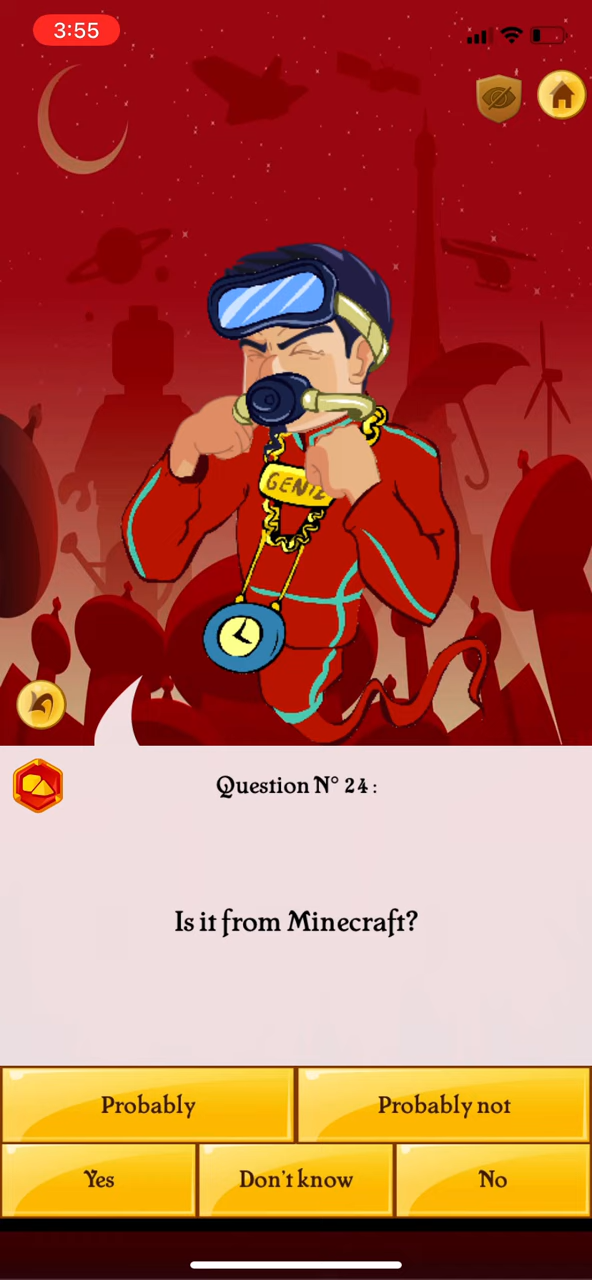 3:55
GENIE
Question N° 24 :
Is it from Minecraft?
Probably
Probably not
Yes
Don't know
No